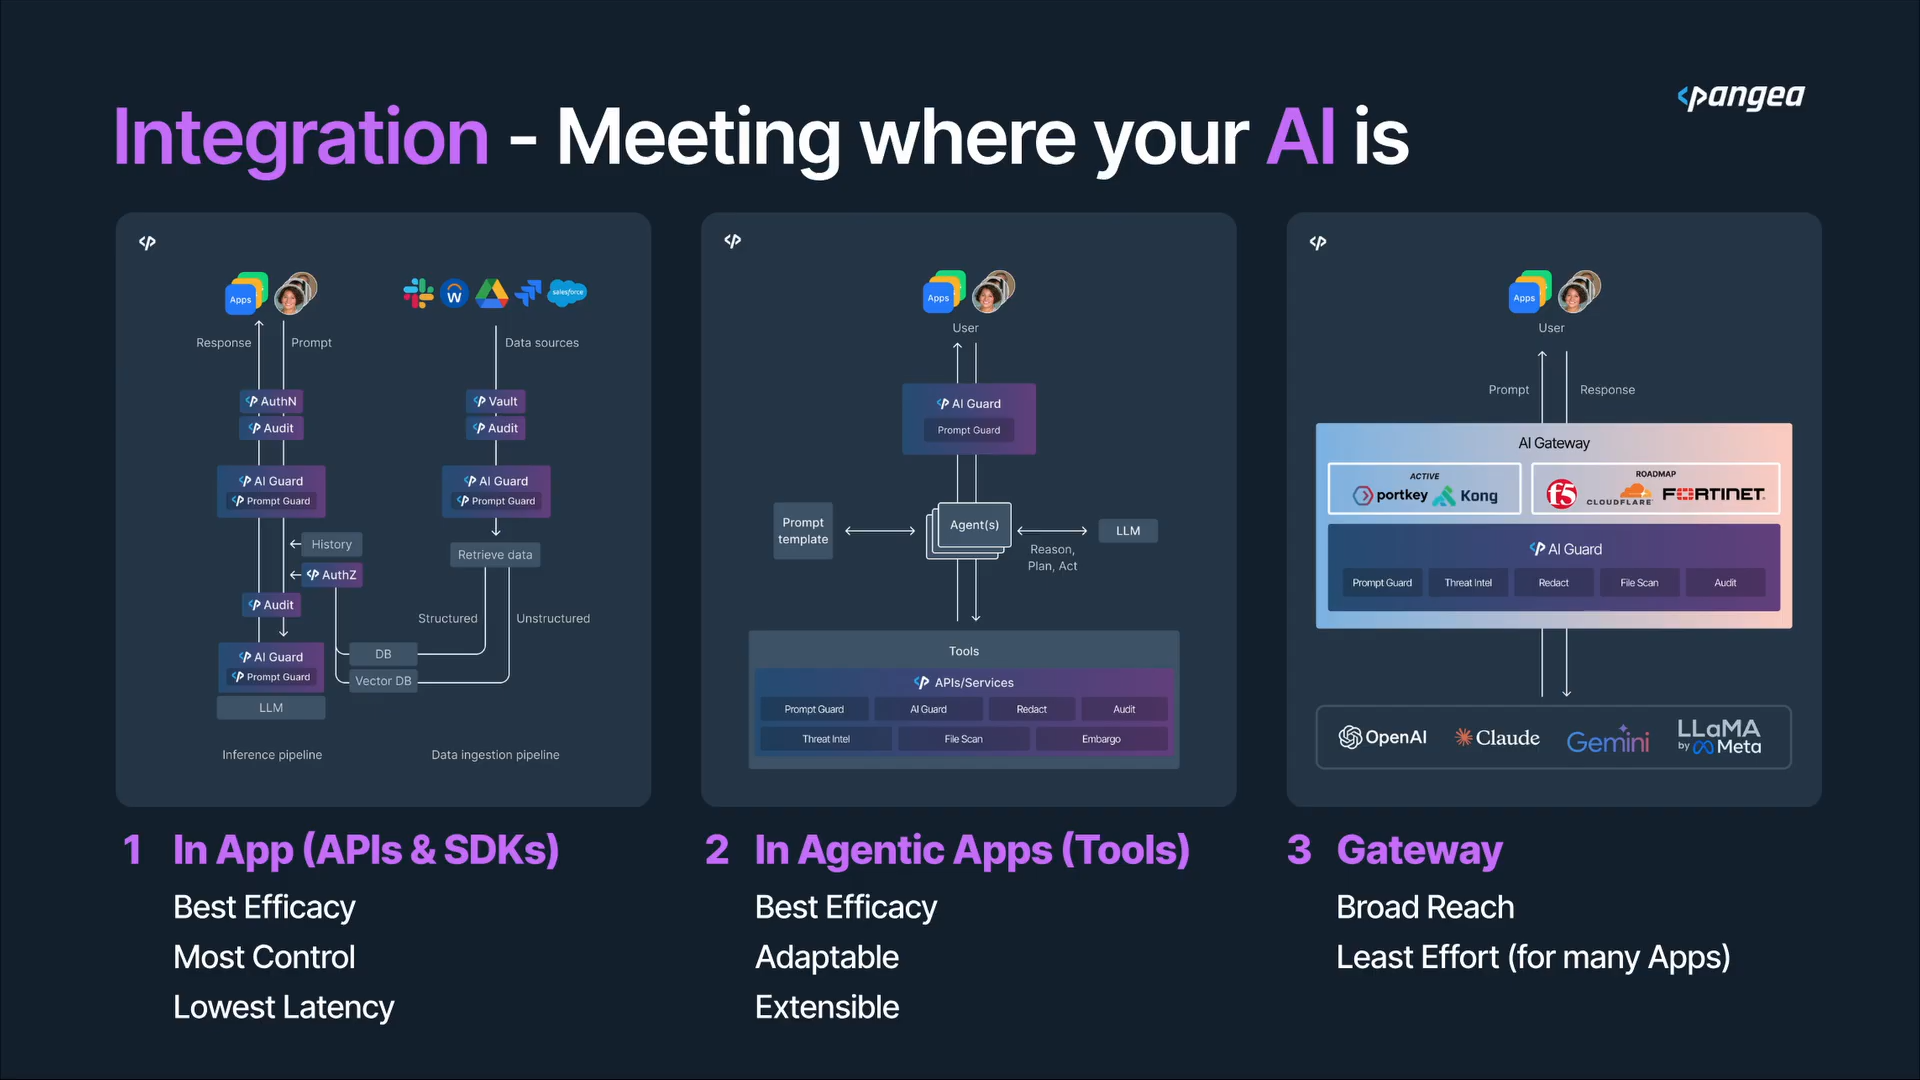 pangea
Integration - Meeting where your AI is
Apps
W
salesforce
Response
Prompt
Data sources
AuthN
Audit
Vault
Audit
AI Guard
Prompt Guard
AI Guard
Prompt Guard
History
AuthZ
Retrieve data
Audit
Structured
Unstructured
AI Guard
Prompt Guard
DB
Vector DB
LLM
Inference pipeline
Data ingestion pipeline
Apps
User
AI Guard
Prompt Guard
Prompt
template
Agent(s)
LLM
Reason,
Plan, Act
Tools
APIs/Services
Prompt Guard
AI Guard
Redact
Audit
Threat Intel
File Scan
Embargo
Apps
User
Prompt
Response
AI Gateway
ACTIVE
portkey
Kong
ROADMAP
f5
CLOUDFLARE
FORTINET
AI Guard
Prompt Guard
Threat Intel
Redact
File Scan
Audit
OpenAI
Claude
Gemini
LLaMA
by Meta
1 In App (APIs & SDKs)
Best Efficacy
Most Control
Lowest Latency
2 In Agentic Apps (Tools)
Best Efficacy
Adaptable
Extensible
3 Gateway
Broad Reach
Least Effort (for many Apps)